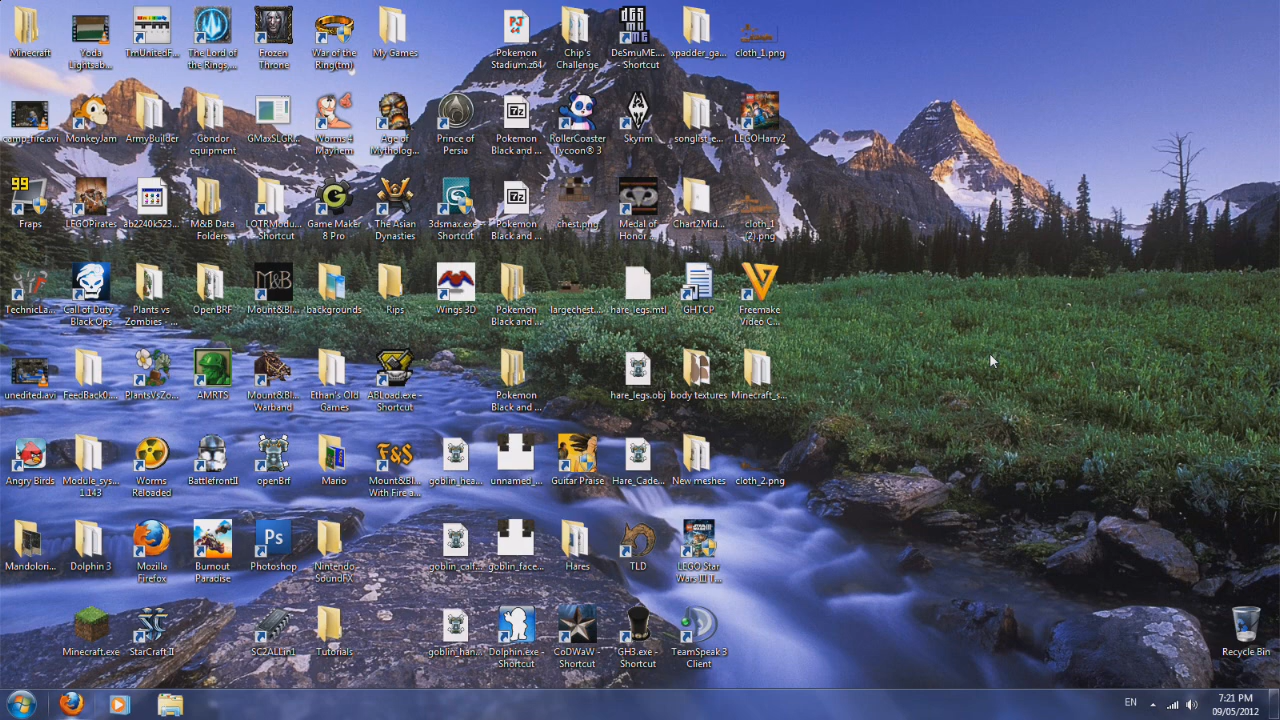 Minecraft
Yoda Lightsab...
TmUnitedF...
The Lord of the Rings,...
Frozen Throne
War of the Ring(tm)
My Games
Pokemon Stadium.z64
Chip's Challenge
DeSmuME... - Shortcut
xpadder_ga...
cloth_1.png
camp_fire.avi
MonkeyJam
ArmyBuilder
Gondor equipment
GMaxSLGR...
Worms 4 Mayhem
Age of Mytholog...
Prince of Persia
Pokemon Black and ...
RollerCoaster Tycoon® 3
Skyrim
songlist_e...
LEGOHarry2
99
Fraps
LEGOPirates
ab2240k523...
M&B Data Folders
LOTRModu... - Shortcut
Game Maker 8 Pro
The Asian Dynasties
3dsmax.exe - Shortcut
Pokemon Black and ...
chest.png
Medal of Honor ...
Chart2Mid...
cloth_1 (2).png
TechnicLa...
Call of Duty Black Ops
Plants vs Zombies - ...
OpenBRF
Mount&Bl...
backgrounds
Rips
Wings 3D
Pokemon Black and ...
largechest...
hare_legs.mtl
GHTCP
Freemake Video C...
unedited.avi
FeedBack0....
PlantsVsZo...
AMRTS
Mount&Bl... Warband
Ethan's Old Games
ABLoad.exe - Shortcut
Pokemon Black and ...
hare_legs.obj
body textures
Minecraft_s...
Angry Birds
Module_sys... 1.143
Worms Reloaded
BattlefrontII
openBrf
Mario
Mount&Bl... With Fire a...
goblin_hea...
unnamed_...
Guitar Praise
Hare_Cade...
New meshes
cloth_2.png
Mandolon...
Dolphin 3
Mozilla Firefox
Burnout Paradise
Photoshop
Nintendo SoundFX
goblin_calf...
goblin_face...
Hares
TLD
LEGO Star Wars III T...
Minecraft.exe
StarCraft II
SC2ALLin1
Tutorials
goblin_han...
Dolphin.exe - Shortcut
CoDWaW - Shortcut
GH3.exe - Shortcut
TeamSpeak 3 Client
Recycle Bin
EN
7:21 PM
09/05/2012